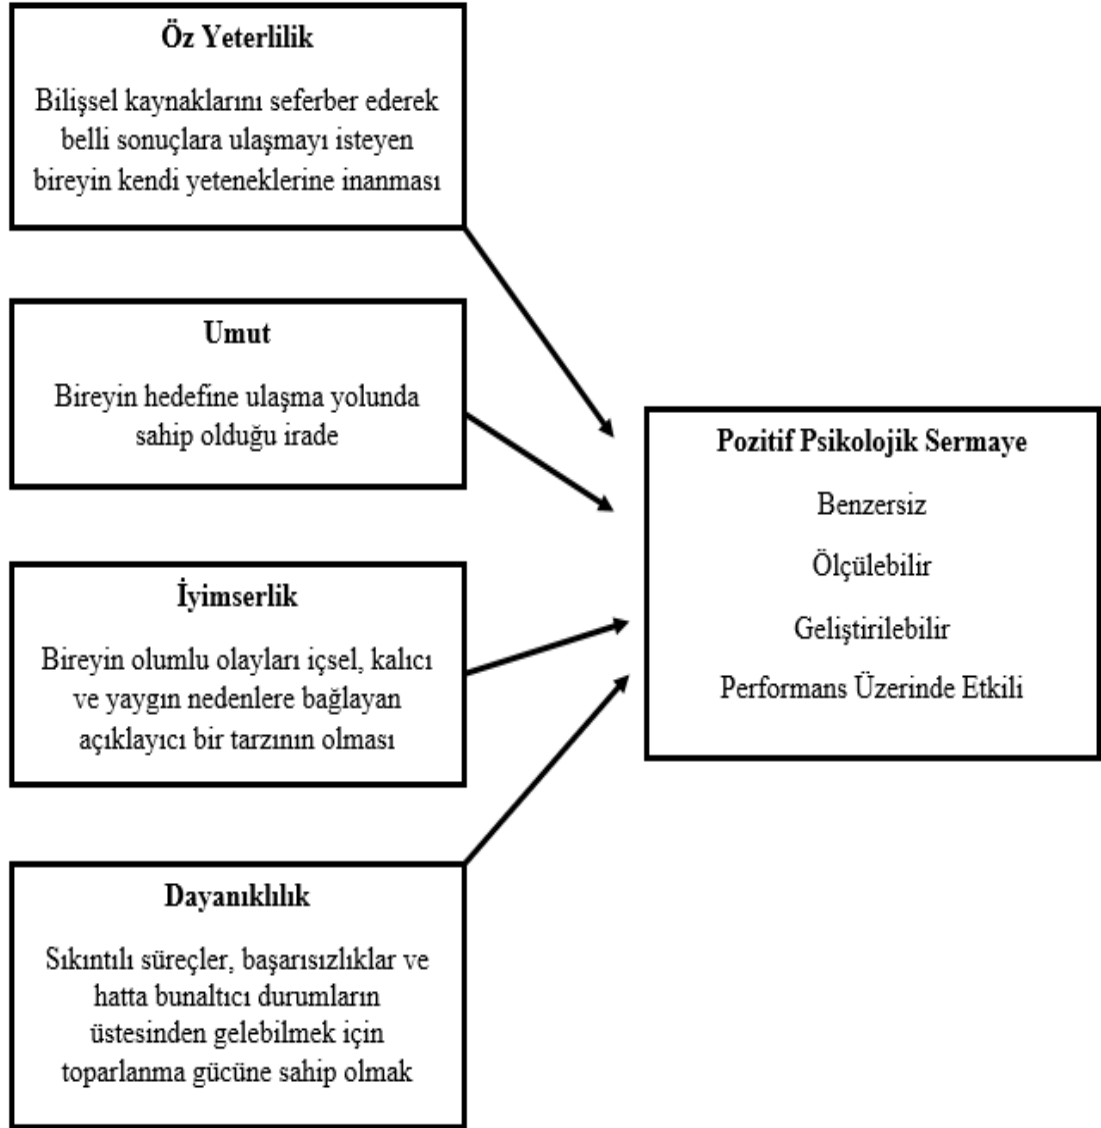 Öz Yeterlilik
Bilişsel kaynaklarını seferber ederek
belli sonuçlara ulaşmayı isteyen
bireyin kendi yeteneklerine inanması
Umut
Bireyin hedefine ulaşma yolunda
sahip olduğu irade
İyimserlik
Bireyin olumlu olayları içsel, kalıcı
ve yaygın nedenlere bağlayan
açıklayıcı bir tarzının olması
Dayanıklılık
Sıkıntılı süreçler, başarısızlıklar ve
hatta bunaltıcı durumların
üstesinden gelebilmek için
toparlanma gücüne sahip olmak
Pozitif Psikolojik Sermaye
Benzersiz
Ölçülebilir
Geliştirilebilir
Performans Üzerinde Etkili